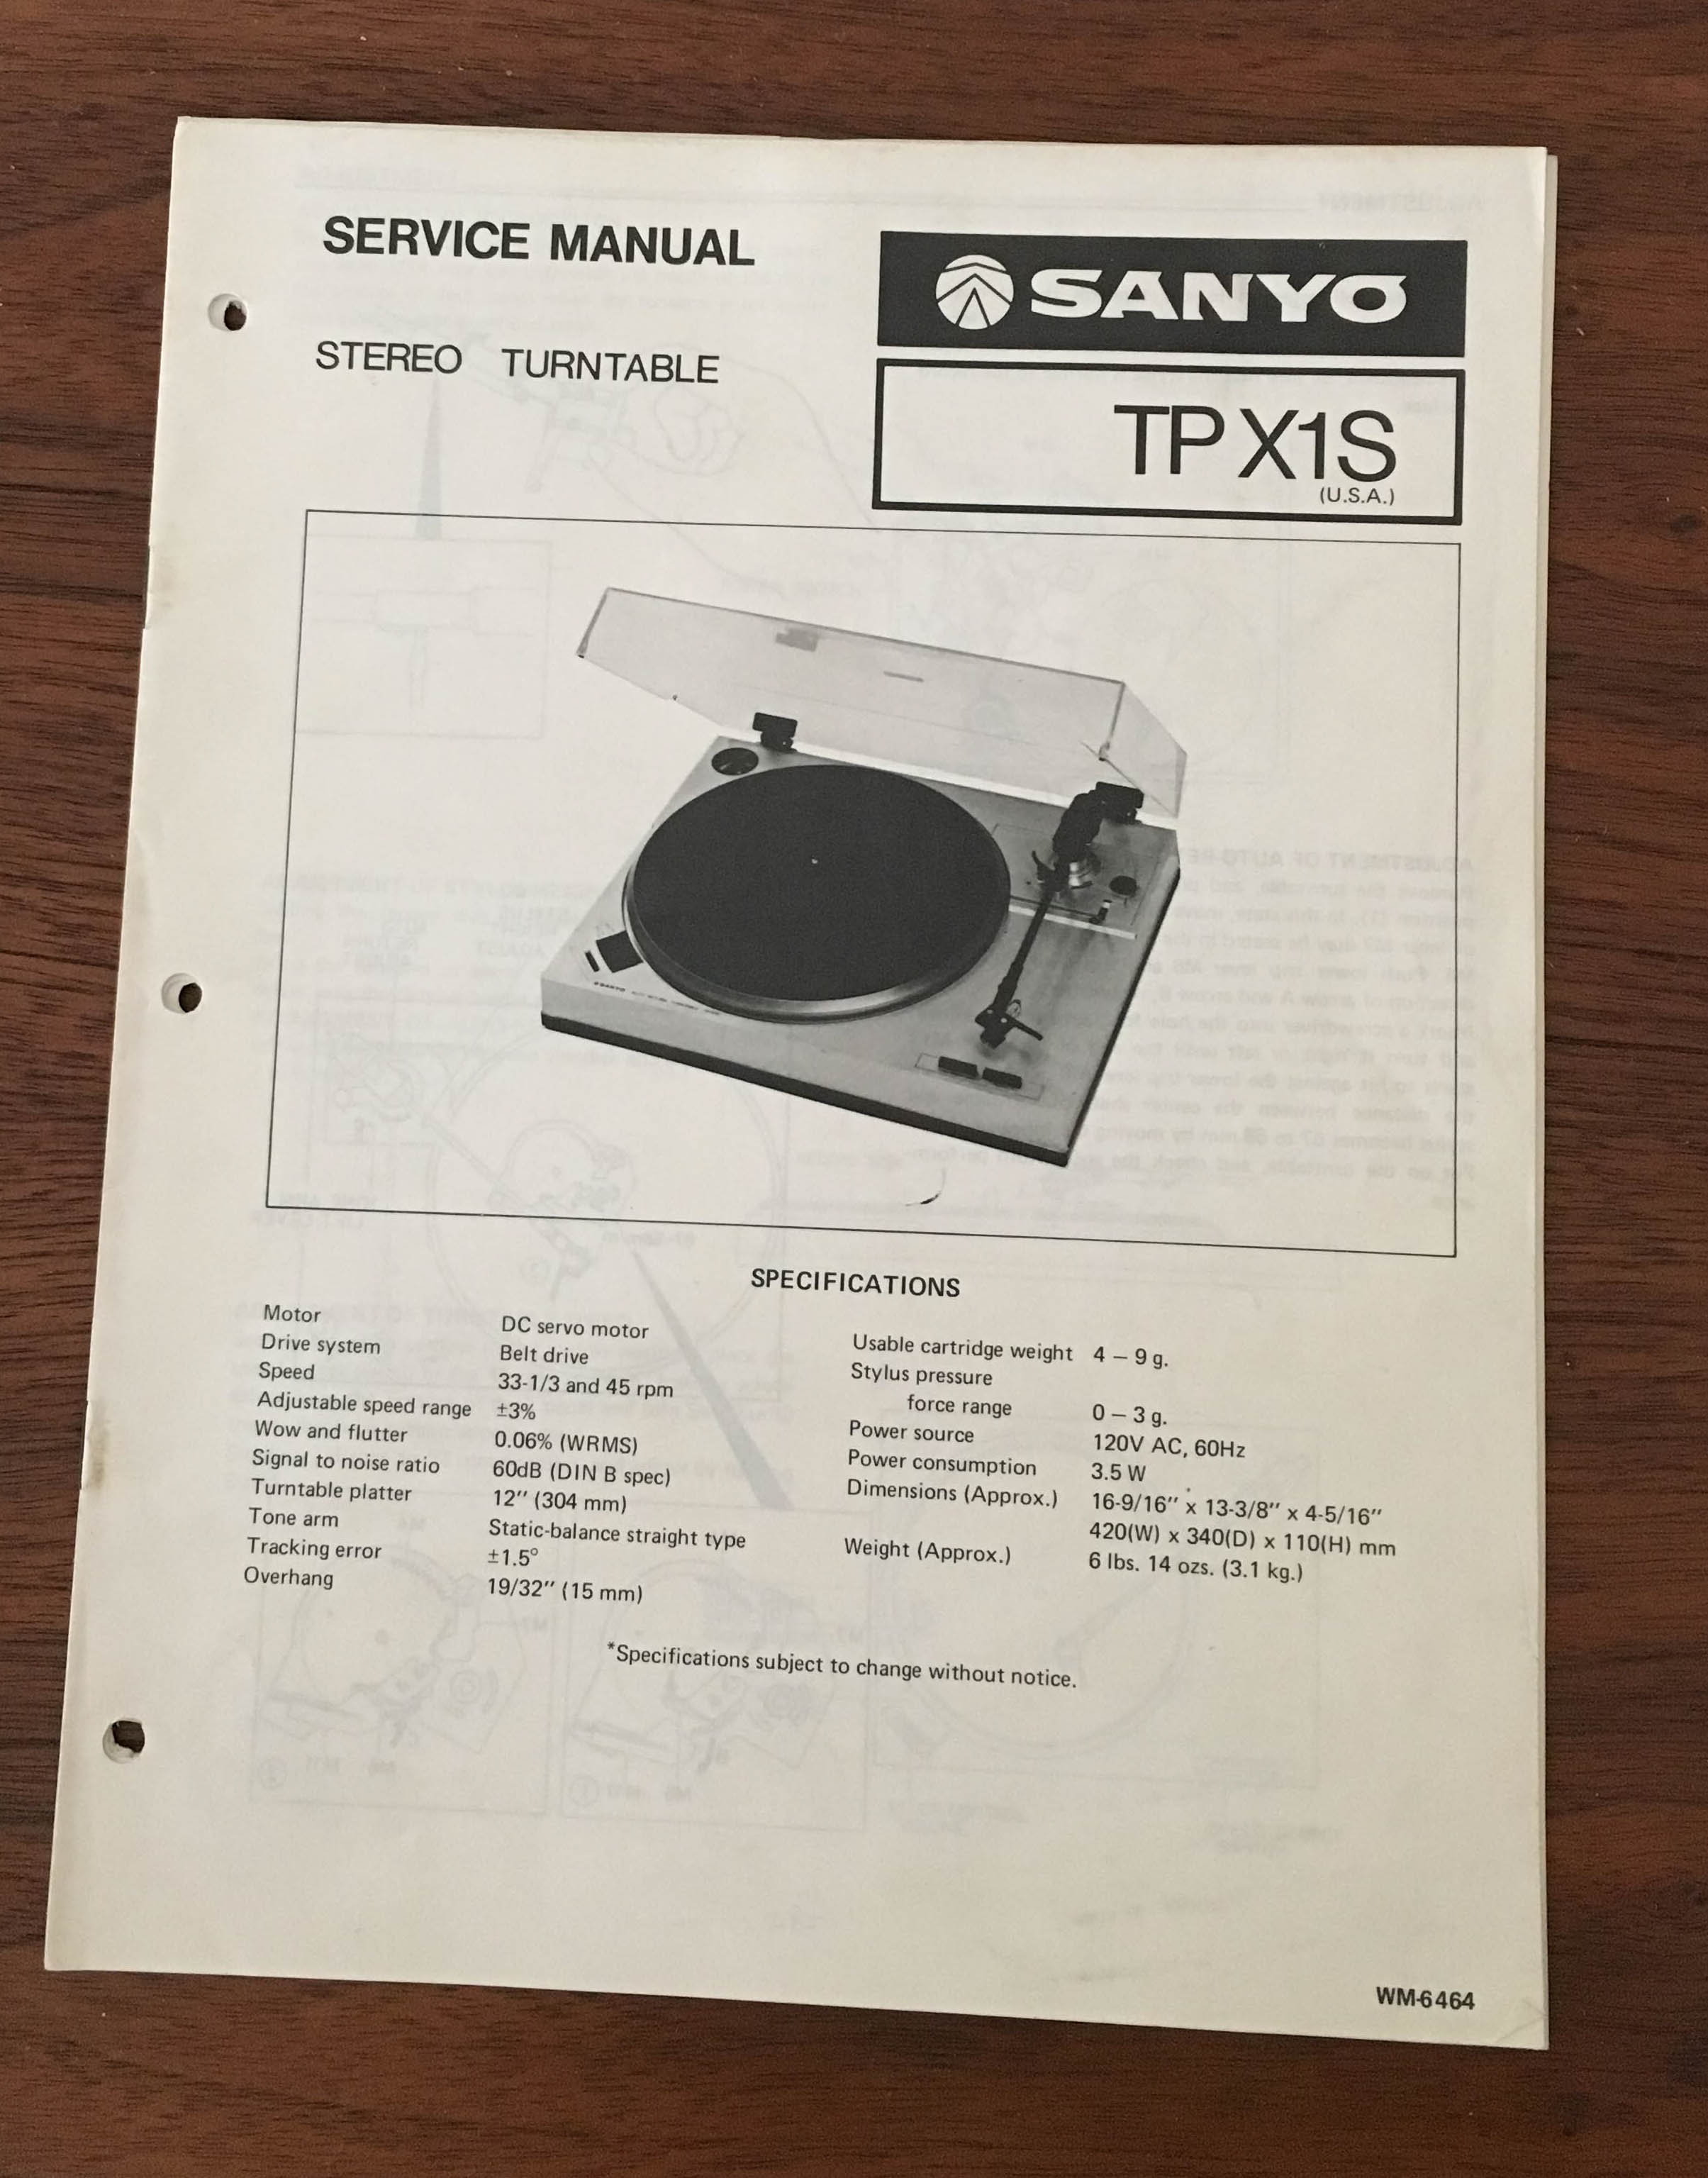 SERVICE MANUAL
STEREO TURNTABLE
SANYO
TP X1S
(U.S.A.)
SANYO
SPECIFICATIONS
Motor DC servo motor
Drive system Belt drive
Speed 33-1/3 and 45 rpm
Adjustable speed range ±3%
Wow and flutter 0.06% (WRMS)
Signal to noise ratio 60dB (DIN B spec)
Turntable platter 12″ (304 mm)
Tone arm Static-balance straight type
Tracking error ±1.5°
Overhang 19/32″ (15 mm)
Usable cartridge weight 4 – 9 g.
Stylus pressure
force range 0 – 3 g.
Power source 120V AC, 60Hz
Power consumption 3.5 W
Dimensions (Approx.) 16-9/16″ x 13-3/8″ x 4-5/16″
420(W) x 340(D) x 110(H) mm
Weight (Approx.) 6 lbs. 14 ozs. (3.1 kg.)
*Specifications subject to change without notice.
WM-6464